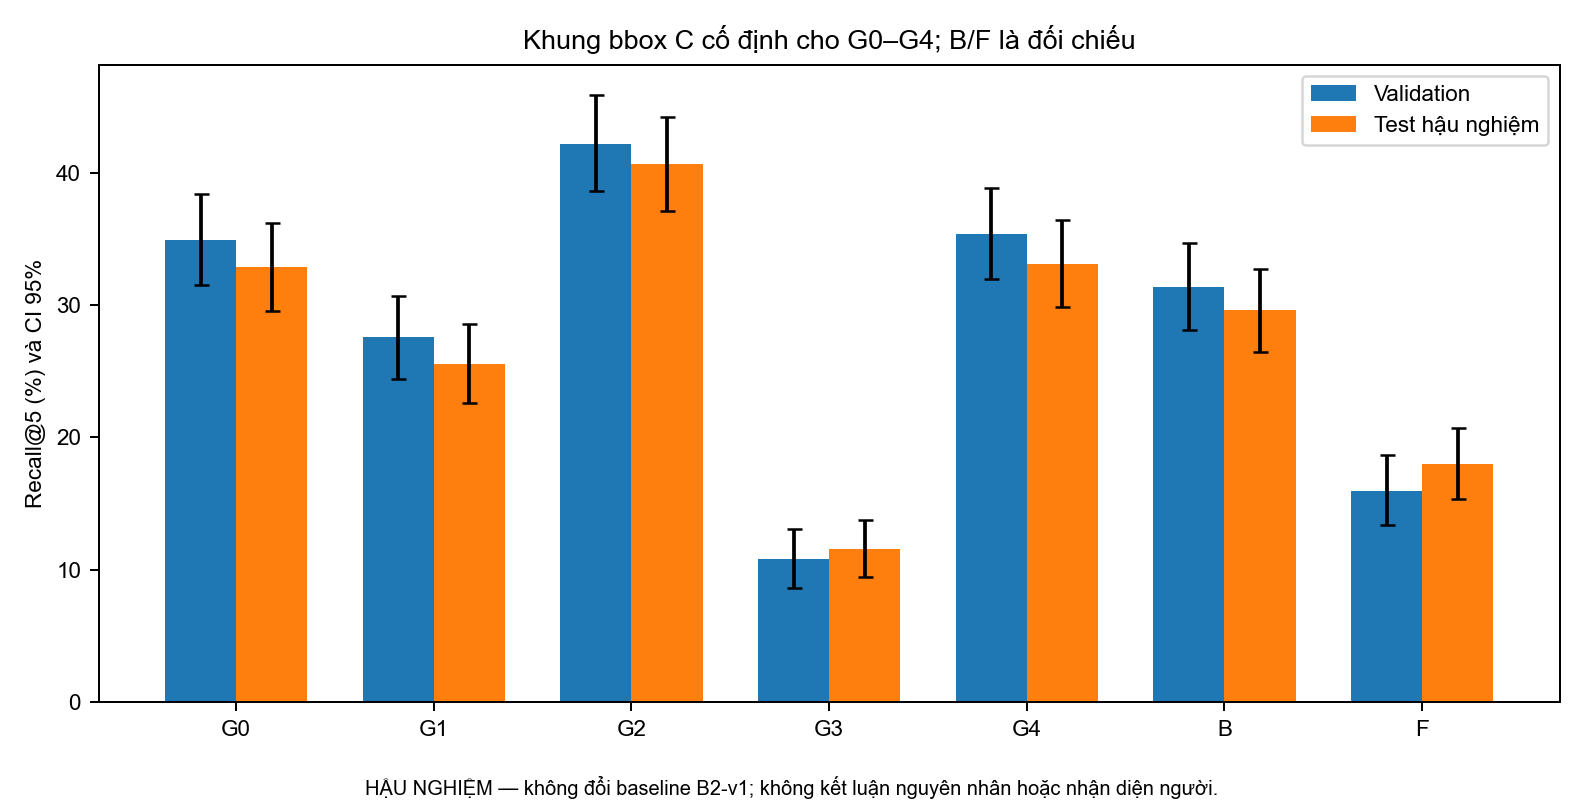 Khung bbox C cố định cho G0–G4; B/F là đối chiếu
Validation
Test hậu nghiệm
Recall@5 (%) và CI 95%
40
30
20
10
0
G0 G1 G2 G3 G4 B F
HẬU NGHIỆM — không đổi baseline B2-v1; không kết luận nguyên nhân hoặc nhận diện người.